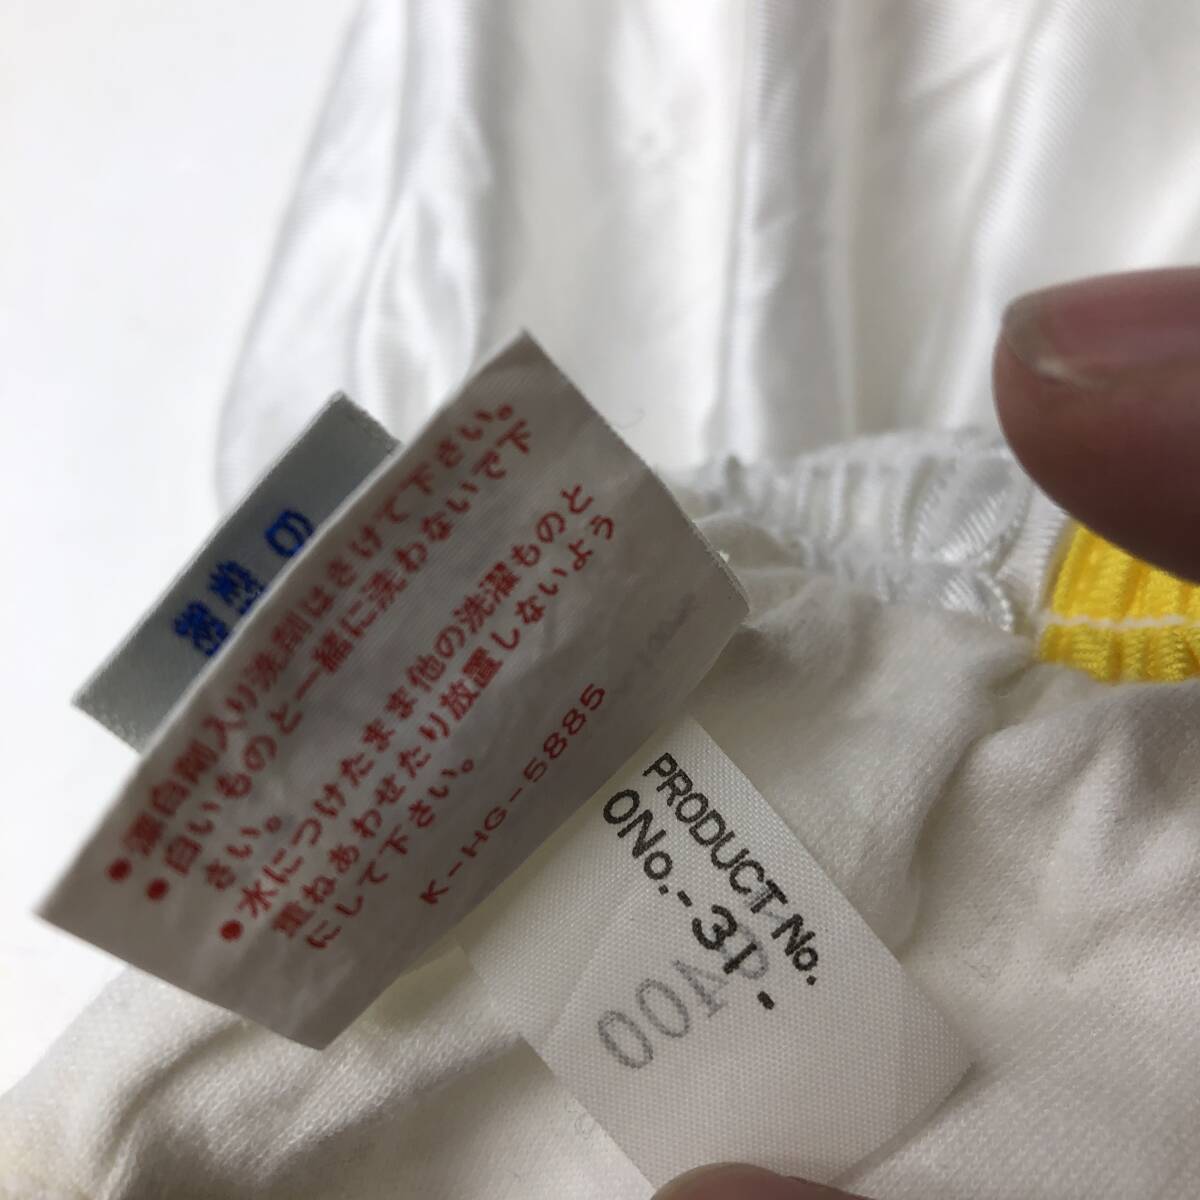 ・漂白剤入り洗剤はさけて下さい。
・白いものと一緒に洗わないで下
さい。
・水につけたまま他の洗濯ものと
重ねあわせたり放置しないよう
にして下さい。
K-HG-5885
PRODUCT No.
ONo.-31-